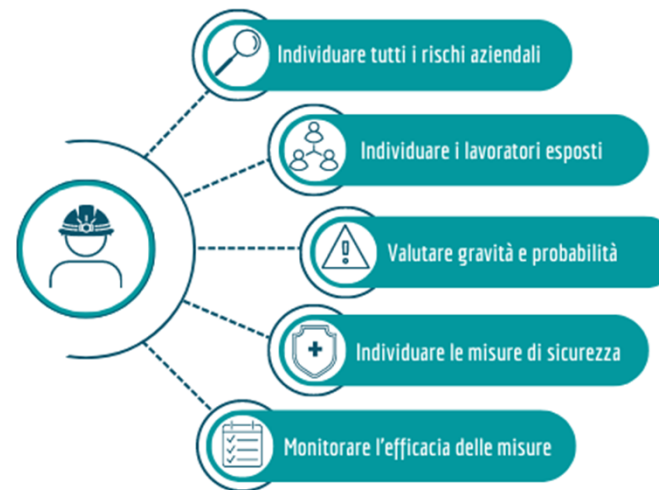 Individuare tutti i rischi aziendali
Individuare i lavoratori esposti
Valutare gravità e probabilità
Individuare le misure di sicurezza
Monitorare l'efficacia delle misure